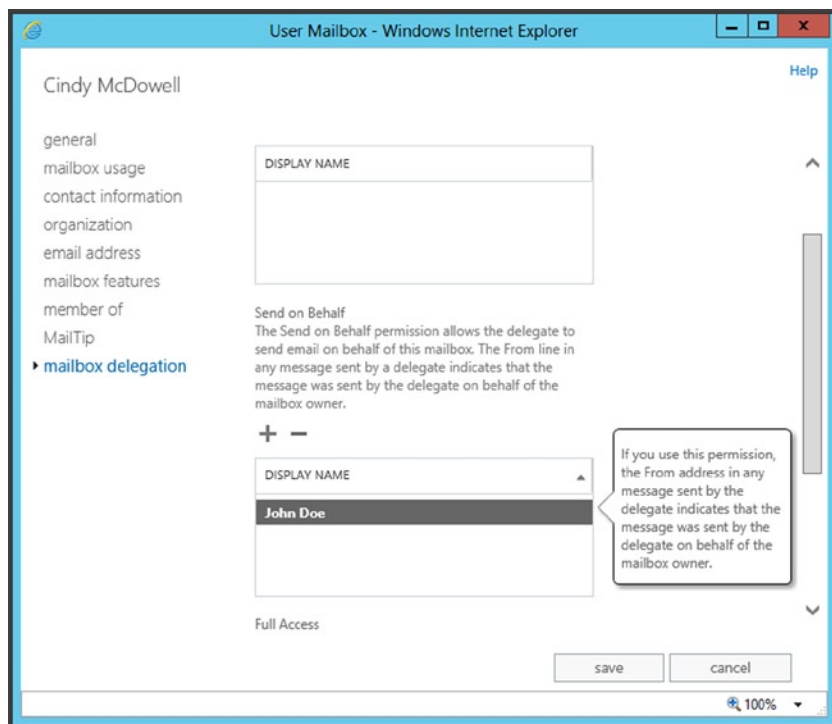 User Mailbox - Windows Internet Explorer
Help
Cindy McDowell
general
mailbox usage
contact information
organization
email address
mailbox features
member of
MailTip
mailbox delegation
DISPLAY NAME
Send on Behalf
The Send on Behalf permission allows the delegate to
send email on behalf of this mailbox. The From line in
any message sent by a delegate indicates that the
message was sent by the delegate on behalf of the
mailbox owner.
DISPLAY NAME
John Doe
If you use this permission,
the From address in any
message sent by the
delegate indicates that the
message was sent by the
delegate on behalf of the
mailbox owner.
Full Access
save
cancel
100%